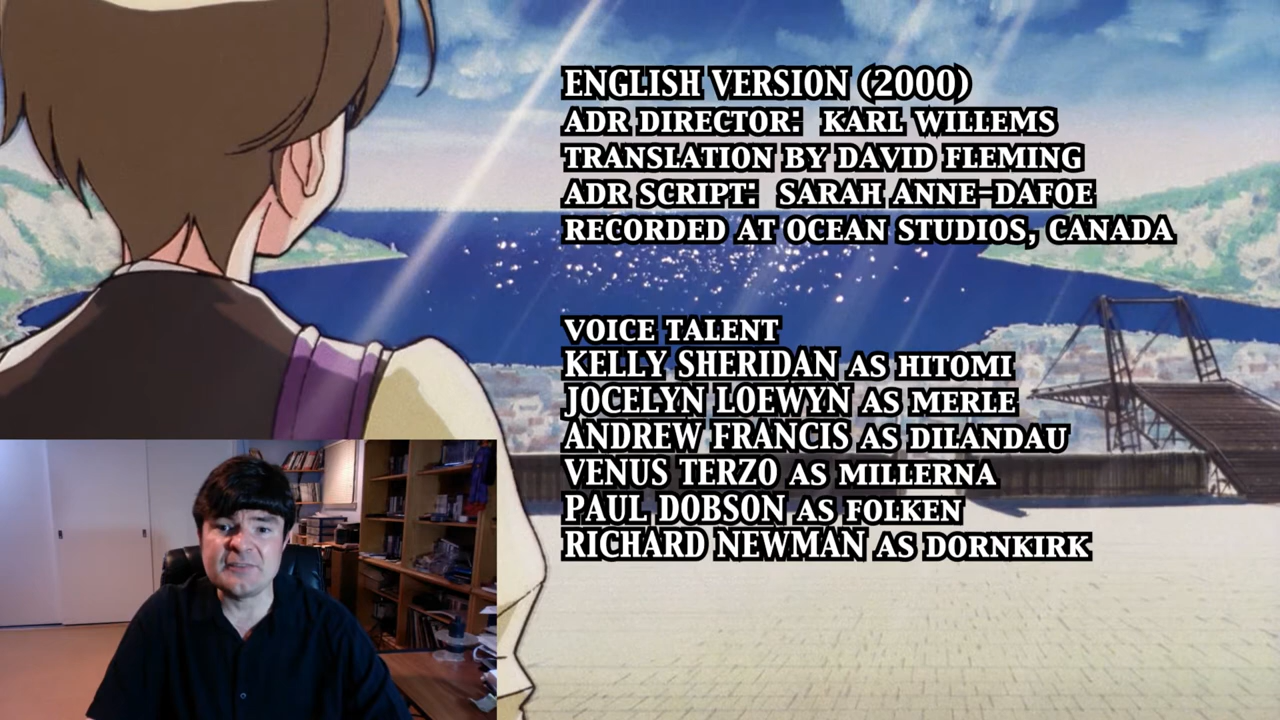 ENGLISH VERSION (2000)
ADR DIRECTOR: KARL WILLEMS
TRANSLATION BY DAVID FLEMING
ADR SCRIPT: SARAH ANNE-DAFOE
RECORDED AT OCEAN STUDIOS, CANADA
VOICE TALENT
KELLY SHERIDAN AS HITOMI
JOCELYN LOEWYN AS MERLE
ANDREW FRANCIS AS DILANDAU
VENUS TERZO AS MILLERNA
PAUL DOBSON AS FOLKEN
RICHARD NEWMAN AS DORNKIRK